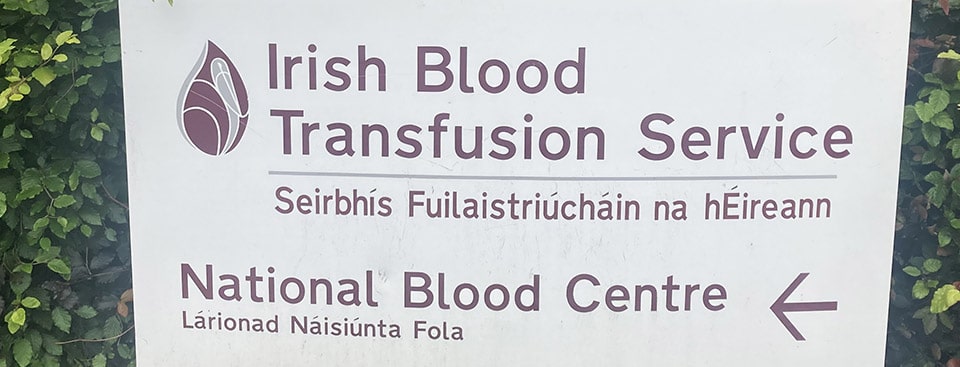 Irish Blood
Transfusion Service
Seirbhís Fuilaistriúcháin na hÉireann
National Blood Centre
Lárionad Náisiúnta Fola